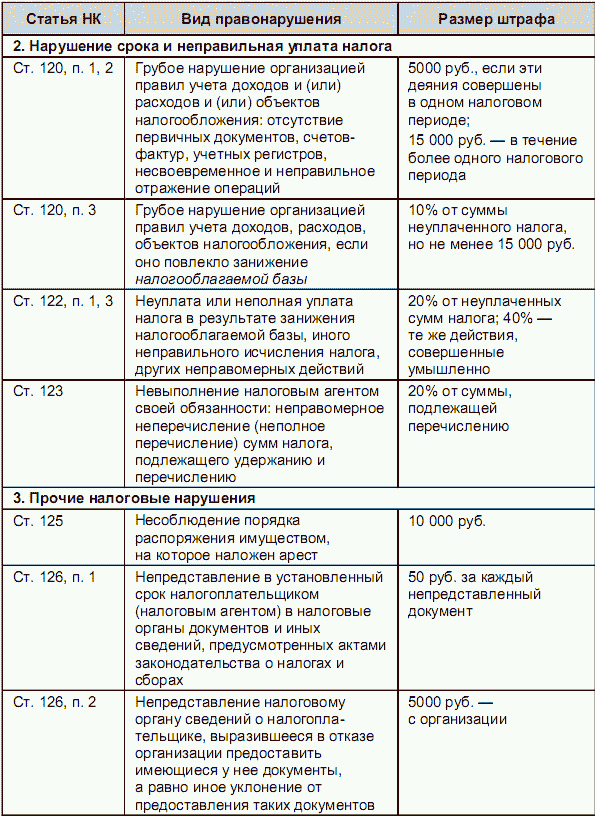 Статья НК Вид правонарушения Размер штрафа
2. Нарушение срока и неправильная уплата налога
Ст. 120, п. 1, 2
Грубое нарушение организацией
правил учета доходов и (или)
расходов и (или) объектов
налогообложения: отсутствие
первичных документов, счетов-
фактур, учетных регистров,
несвоевременное и неправильное
отражение операций
5000 руб., если эти
деяния совершены
в одном налоговом
периоде;
15 000 руб. — в течение
более одного налогового
периода
Ст. 120, п. 3
Грубое нарушение организацией
правил учета доходов, расходов,
объектов налогообложения, если
оно повлекло занижение
налогооблагаемой базы
10% от суммы
неуплаченного налога,
но не менее 15 000 руб.
Ст. 122, п. 1, 3
Неуплата или неполная уплата
налога в результате занижения
налогооблагаемой базы, иного
неправильного исчисления налога,
других неправомерных действий
20% от неуплаченных
сумм налога; 40% —
те же действия,
совершенные
умышленно
Ст. 123
Невыполнение налоговым агентом
своей обязанности: неправомерное
неперечисление (неполное
перечисление) сумм налога,
подлежащего удержанию и
перечислению
20% от суммы,
подлежащей
перечислению
3. Прочие налоговые нарушения
Ст. 125
Несоблюдение порядка
распоряжения имуществом,
на которое наложен арест
10 000 руб.
Ст. 126, п. 1
Непредставление в установленный
срок налогоплательщиком
(налоговым агентом) в налоговые
органы документов и иных
сведений, предусмотренных актами
законодательства о налогах и
сборах
50 руб. за каждый
непредставленный
документ
Ст. 126, п. 2
Непредставление налоговому
органу сведений о налогопла-
тельщике, выразившееся в отказе
организации предоставить
имеющиеся у нее документы,
а равно иное уклонение от
предоставления таких документов
5000 руб. —
с организации